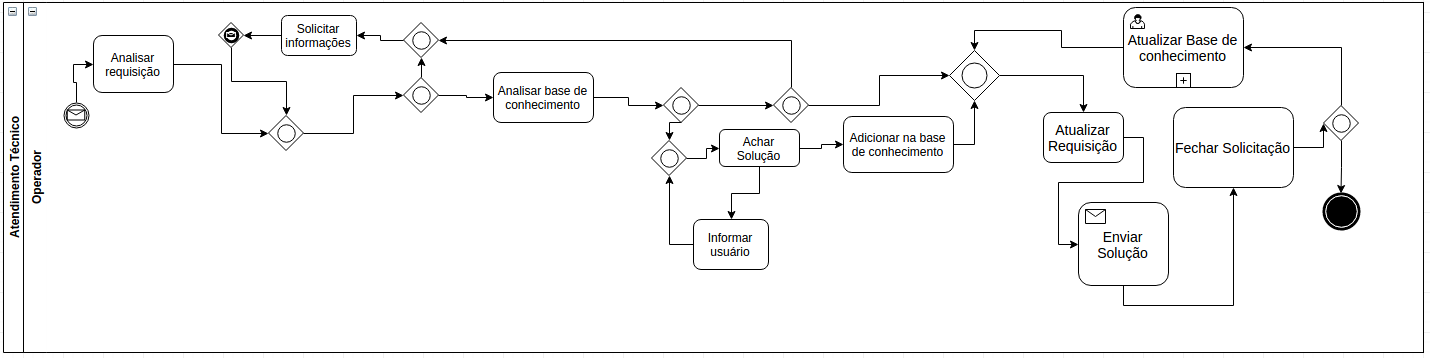 Atendimento Técnico
Operador
Analisar
requisição
Solicitar
informações
Analisar base de
conhecimento
Achar
Solução
Informar
usuário
Adicionar na base
de conhecimento
Atualizar
Requisição
Enviar
Solução
Atualizar Base de
conhecimento
Fechar Solicitação